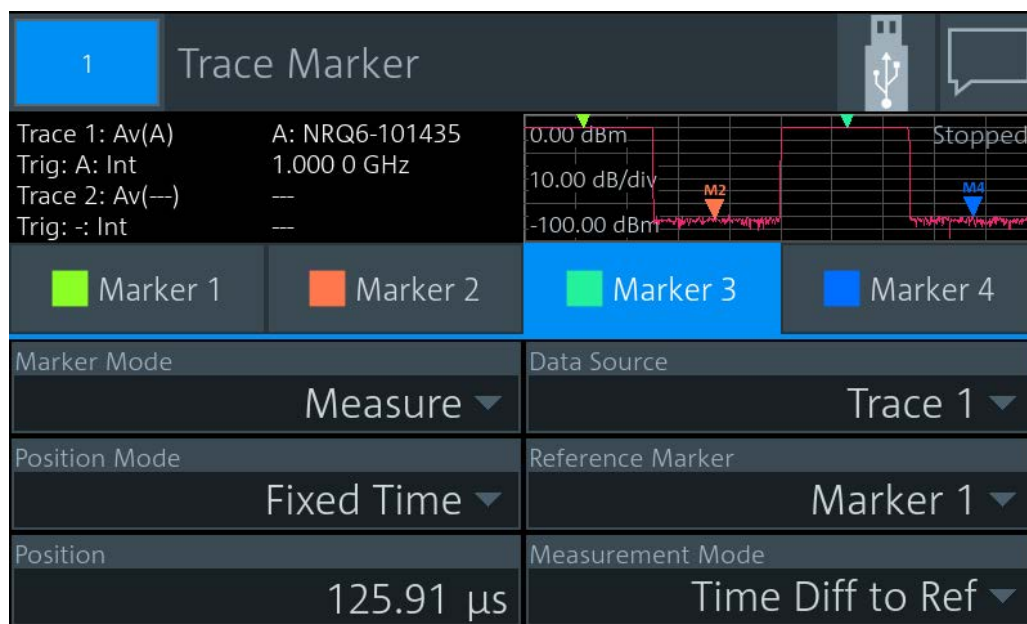 1
Trace Marker
Trace 1: Av(A)
Trig: A: Int
Trace 2: Av(---)
Trig: -: Int
A: NRQ6-101435
1.000 0 GHz
---
---
0.00 dBm
Stopped
10.00 dB/div
M2
M4
-100.00 dBm
Marker 1
Marker 2
Marker 3
Marker 4
Marker Mode
Measure
Data Source
Trace 1
Position Mode
Fixed Time
Reference Marker
Marker 1
Position
125.91 µs
Measurement Mode
Time Diff to Ref